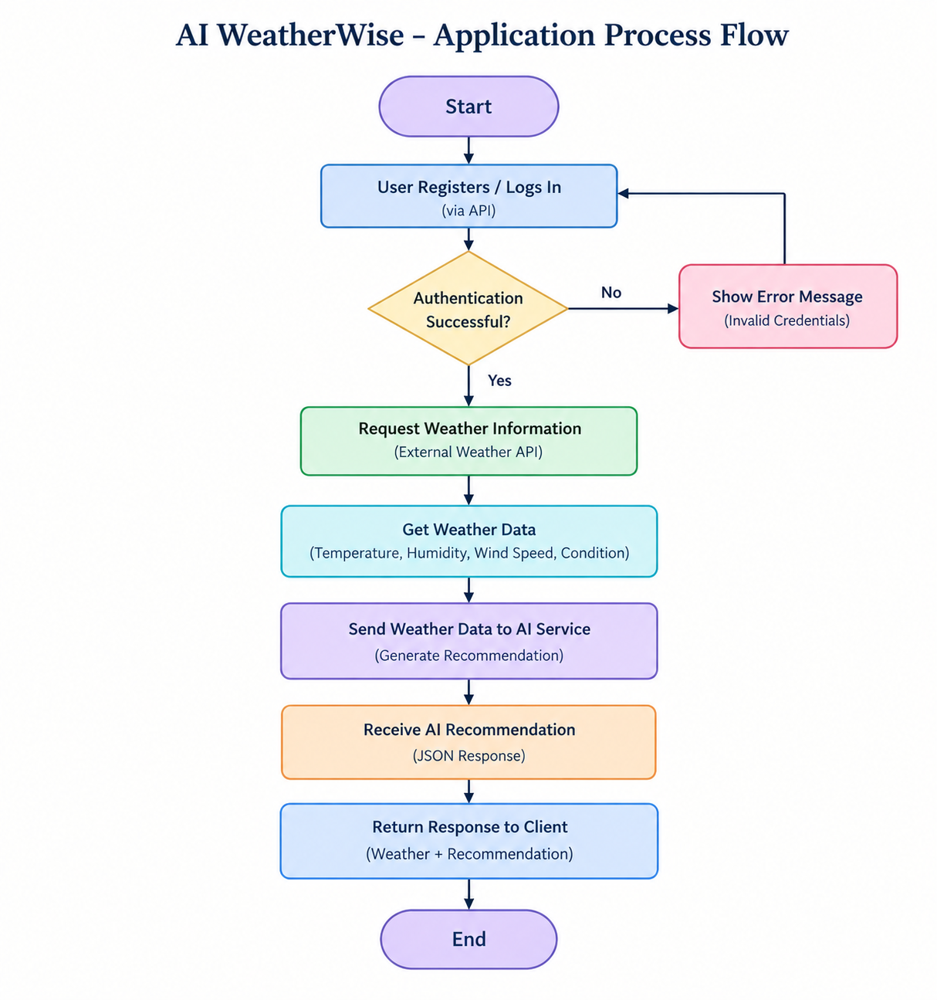 AI WeatherWise – Application Process Flow
Start
User Registers / Logs In
(via API)
Authentication
Successful?
No
Show Error Message
(Invalid Credentials)
Yes
Request Weather Information
(External Weather API)
Get Weather Data
(Temperature, Humidity, Wind Speed, Condition)
Send Weather Data to AI Service
(Generate Recommendation)
Receive AI Recommendation
(JSON Response)
Return Response to Client
(Weather + Recommendation)
End